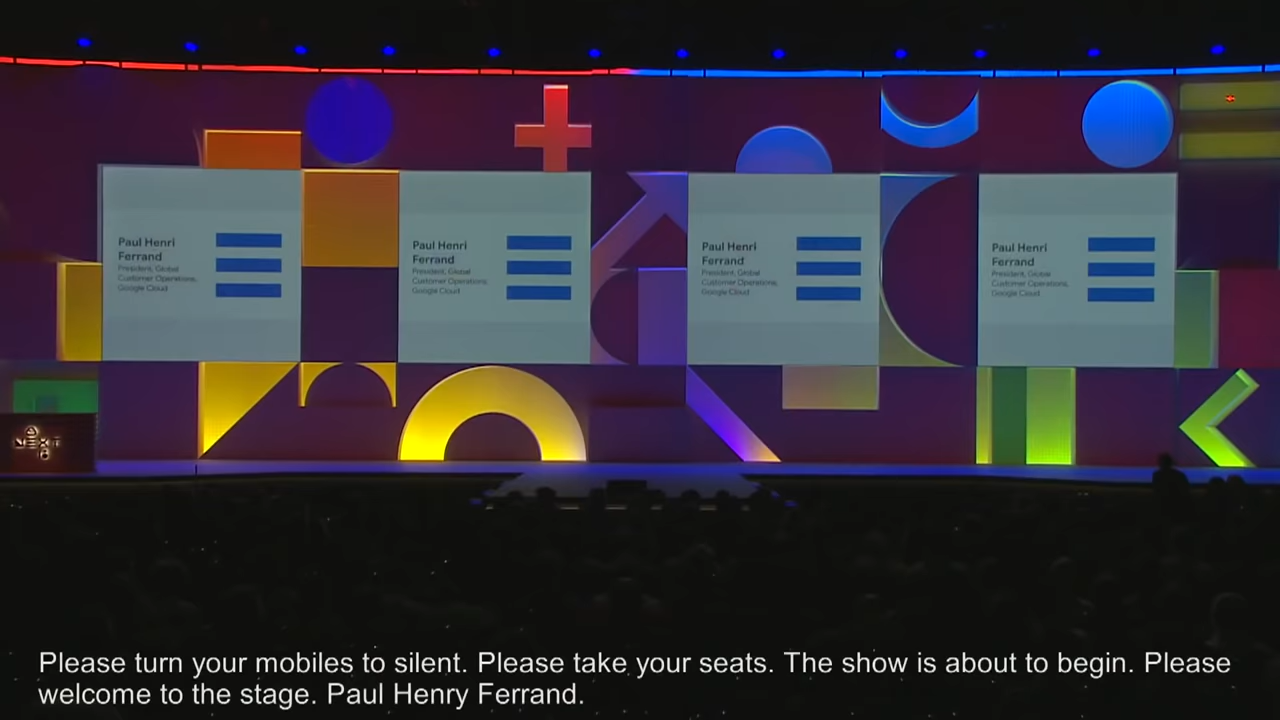 Paul Henri
Ferrand
President, Global
Customer Operations,
Google Cloud
Paul Henri
Ferrand
President, Global
Customer Operations,
Google Cloud
Paul Henri
Ferrand
President, Global
Customer Operations,
Google Cloud
Paul Henri
Ferrand
President, Global
Customer Operations,
Google Cloud
NEXT
Please turn your mobiles to silent. Please take your seats. The show is about to begin. Please
welcome to the stage. Paul Henry Ferrand.